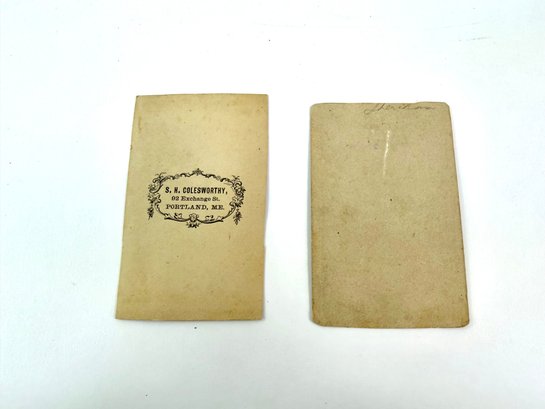 S. H. COLESWORTHY,
92 Exchange St.
PORTLAND, ME.